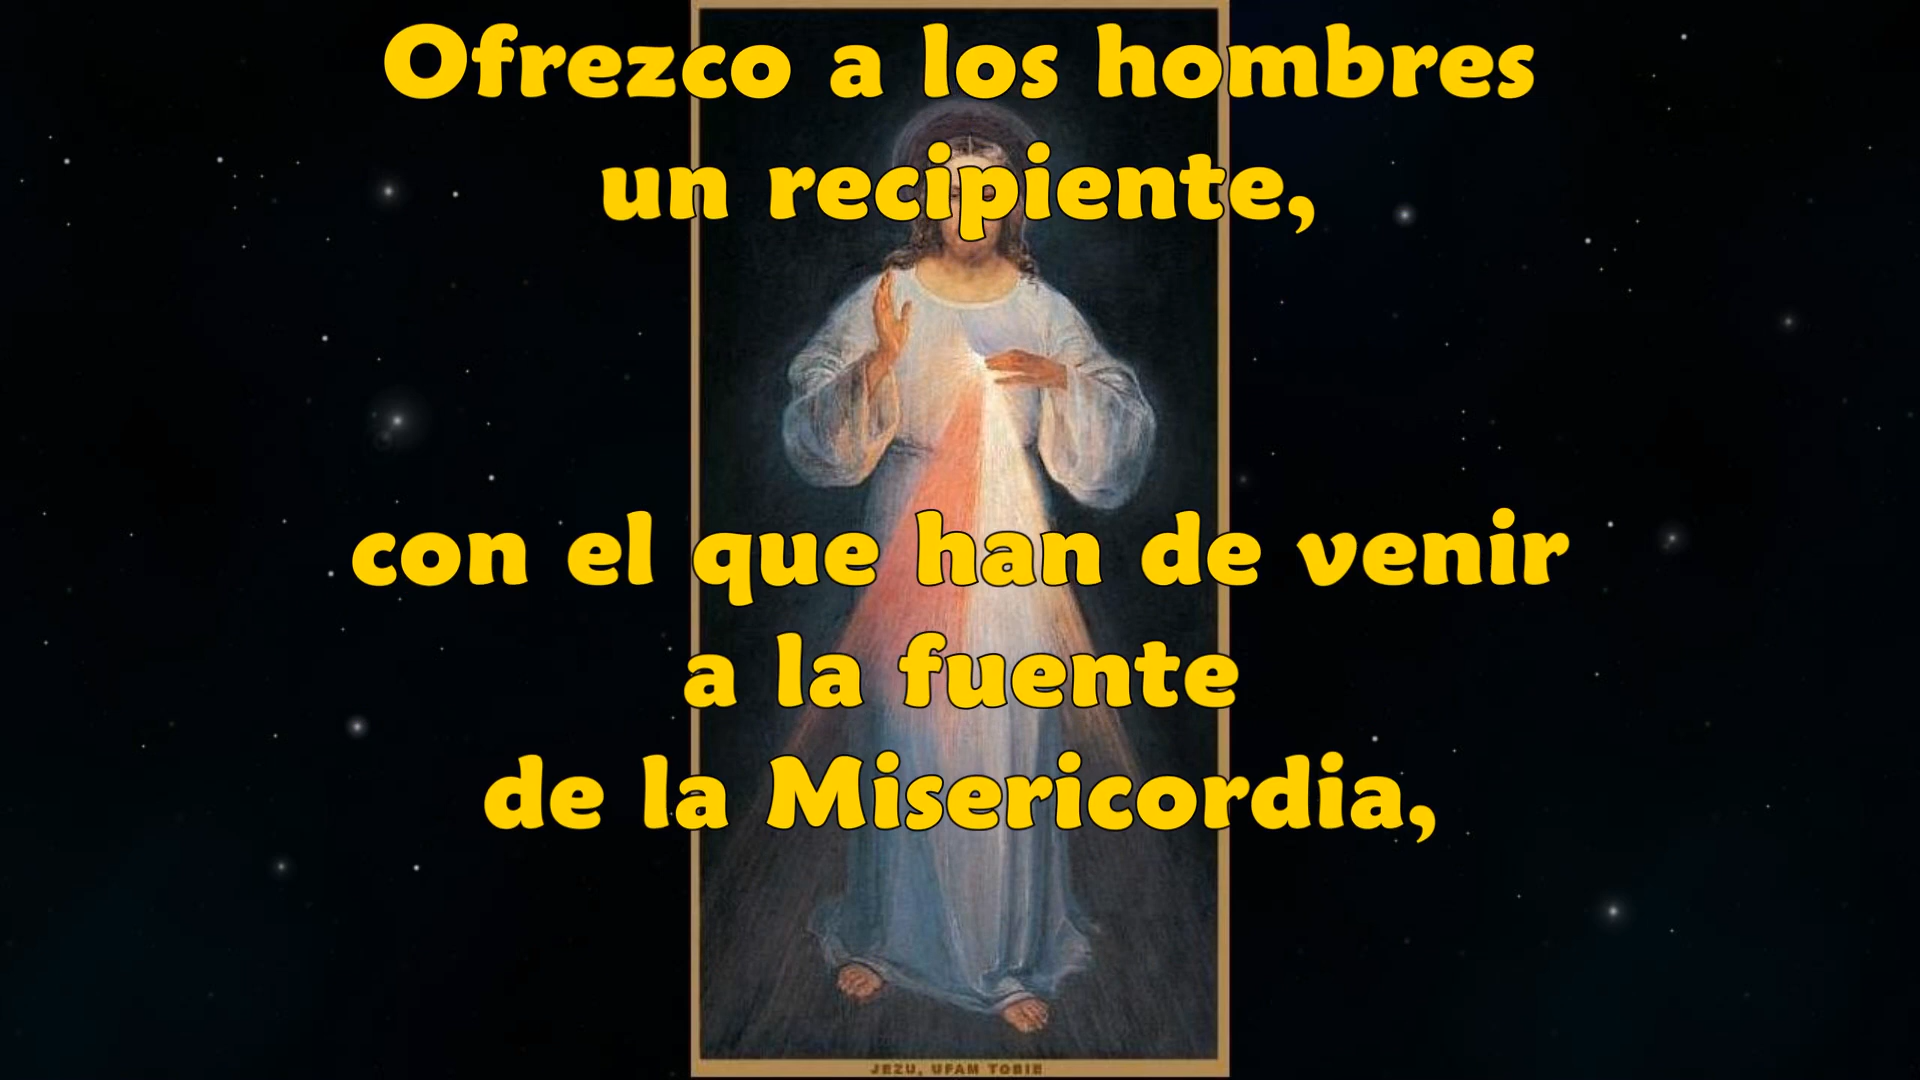 Ofrezco a los hombres
un recipiente,
con el que han de venir
a la fuente
de la Misericordia,
JEZU, UFAM TOBIE